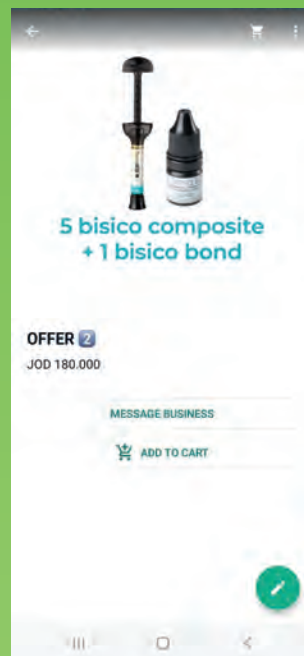 5 bisico composite
+ 1 bisico bond
OFFER 2️⃣
JOD 180.000
MESSAGE BUSINESS
ADD TO CART